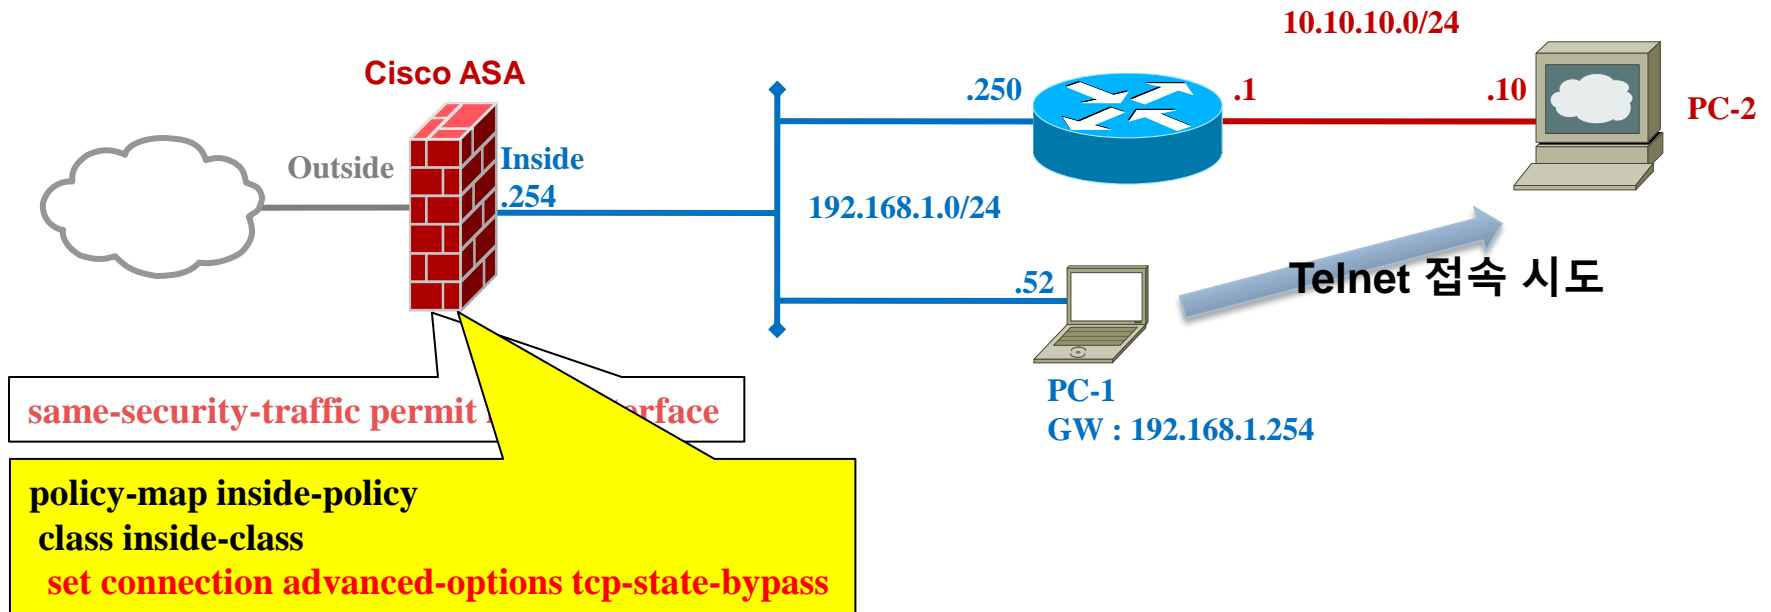 10.10.10.0/24
Cisco ASA
.250
.1
.10
PC-2
Outside
Inside
.254
192.168.1.0/24
.52
Telnet 접속 시도
PC-1
GW : 192.168.1.254
same-security-traffic permit
policy-map inside-policy
class inside-class
set connection advanced-options tcp-state-bypass